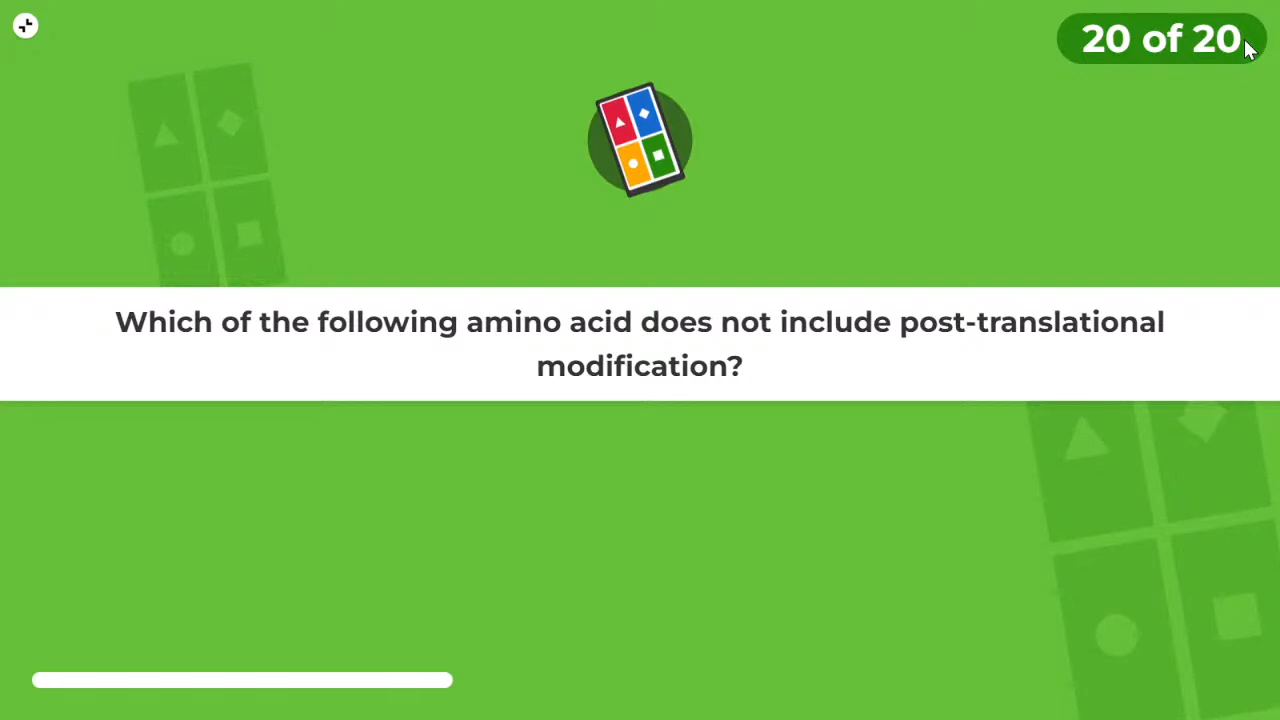 20 of 20
Which of the following amino acid does not include post-translational
modification?